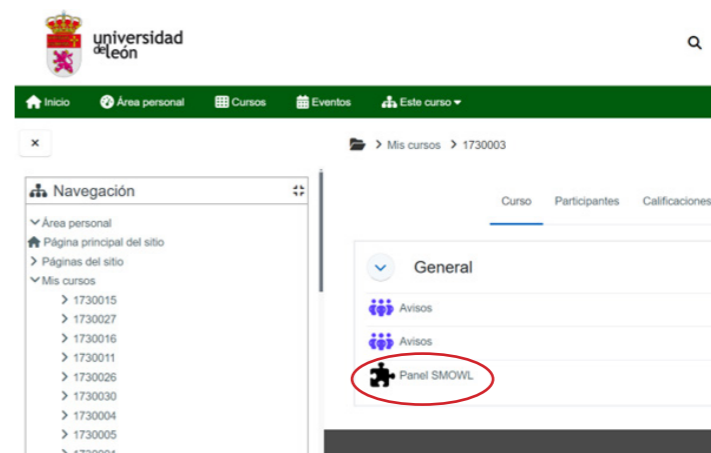 universidad
de león
Inicio Área personal Cursos Eventos Este curso
× > Mis cursos > 1730003
Navegación
Curso Participantes Calificaciones
Área personal
Página principal del sitio
Páginas del sitio
Mis cursos
1730015
1730027
1730016
1730011
1730026
1730030
1730004
1730005
General
Avisos
Avisos
Panel SMOWL